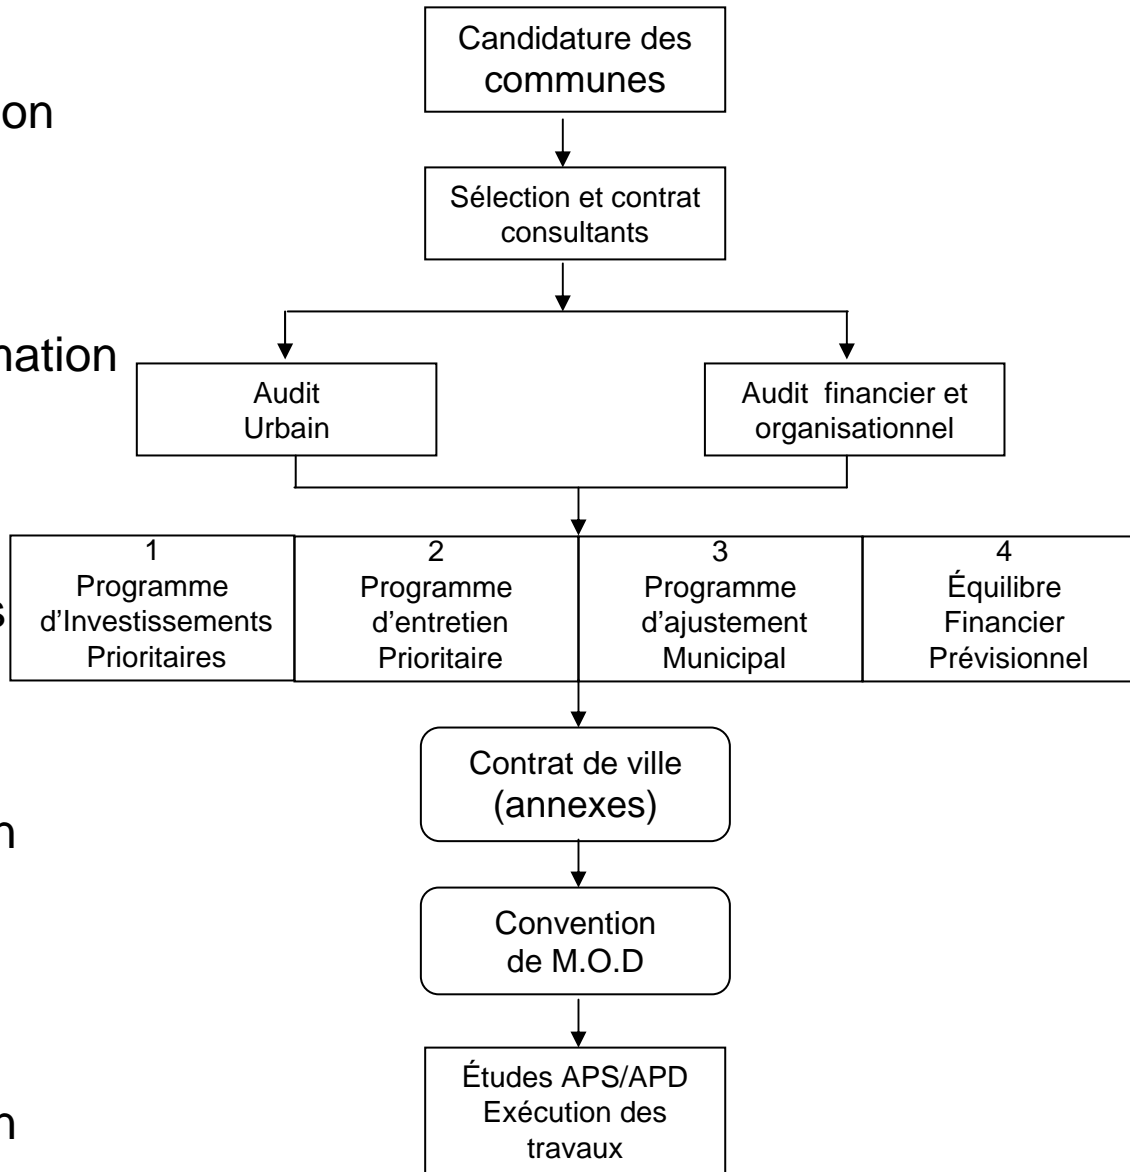 Candidature des
communes
on
Sélection et contrat
consultants
mation
Audit
Urbain
Audit financier et
organisationnel
1
Programme
d'Investissements
Prioritaires
2
Programme
d'entretien
Prioritaire
3
Programme
d'ajustement
Municipal
4
Équilibre
Financier
Prévisionnel
s
Contrat de ville
(annexes)
n
Convention
de M.O.D
Études APS/APD
Exécution des
travaux
n